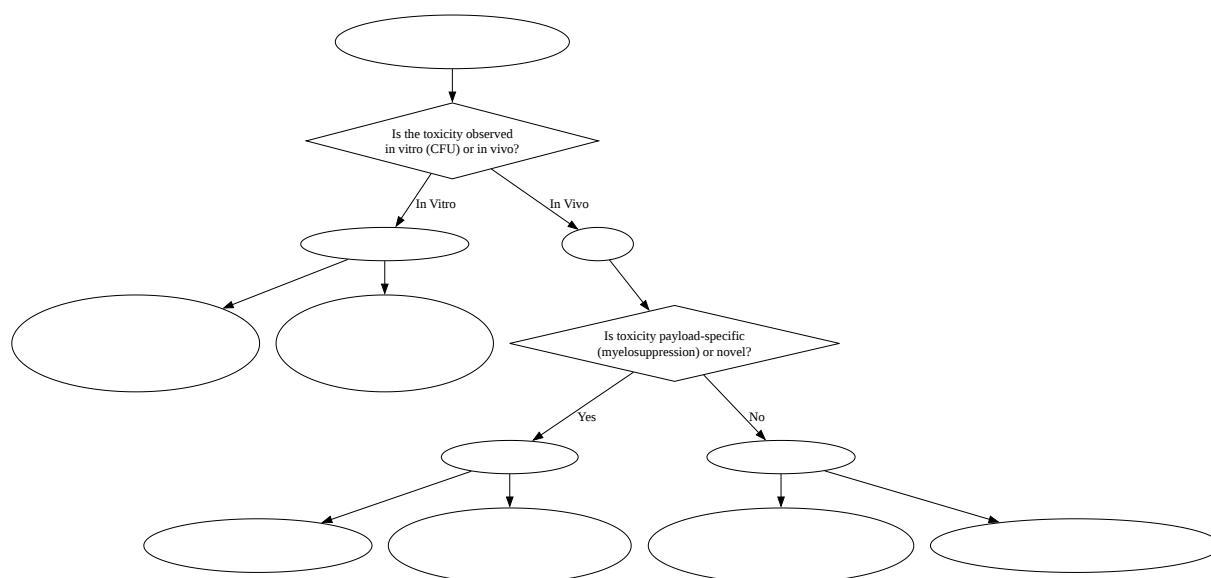 Is the toxicity observed
in vitro (CFU) or in vivo?
In Vitro
In Vivo
Is toxicity payload-specific
(myelosuppression) or novel?
Yes
No